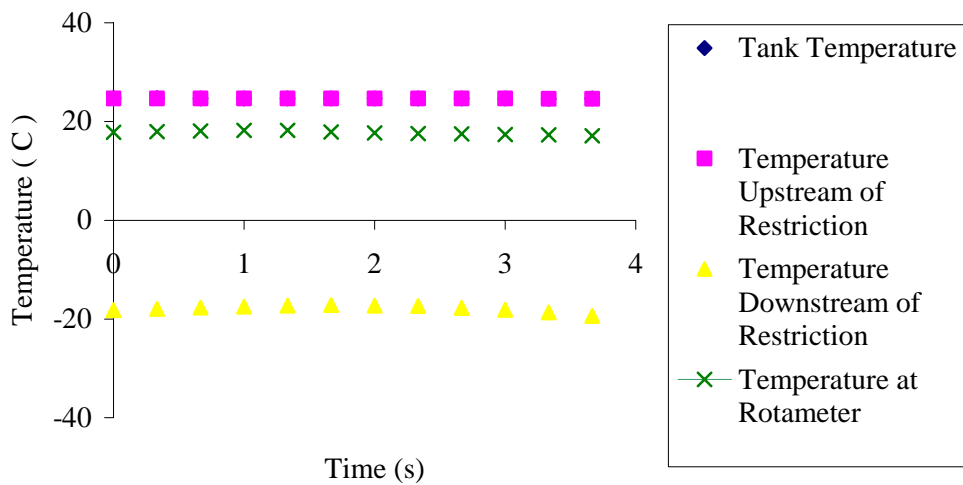 40
20
0
-20
-40
0 1 2 3 4
Temperature ( C )
Time (s)
Tank Temperature
Temperature
Upstream of
Restriction
Temperature
Downstream of
Restriction
Temperature at
Rotameter